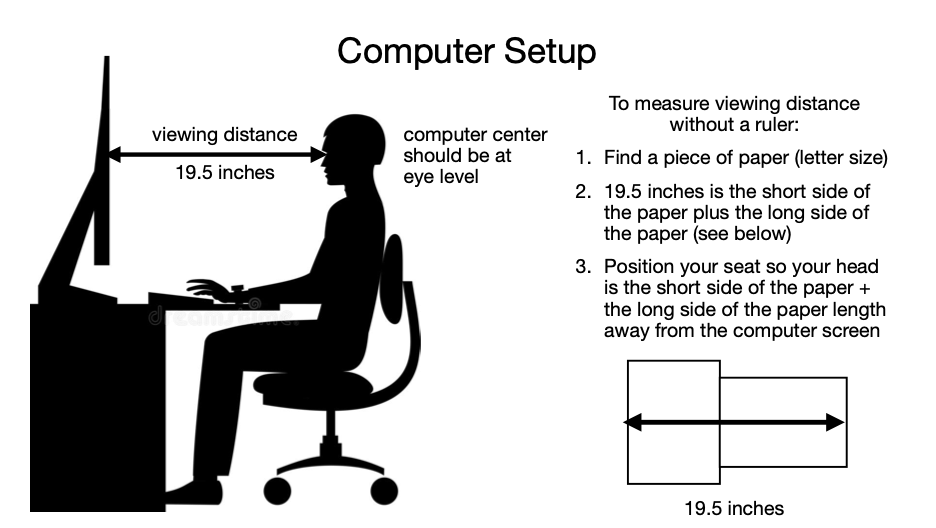 Computer Setup
viewing distance
19.5 inches
computer center
should be at
eye level
To measure viewing distance
without a ruler:
1. Find a piece of paper (letter size)
2. 19.5 inches is the short side of
the paper plus the long side of
the paper (see below)
3. Position your seat so your head
is the short side of the paper +
the long side of the paper length
away from the computer screen
19.5 inches